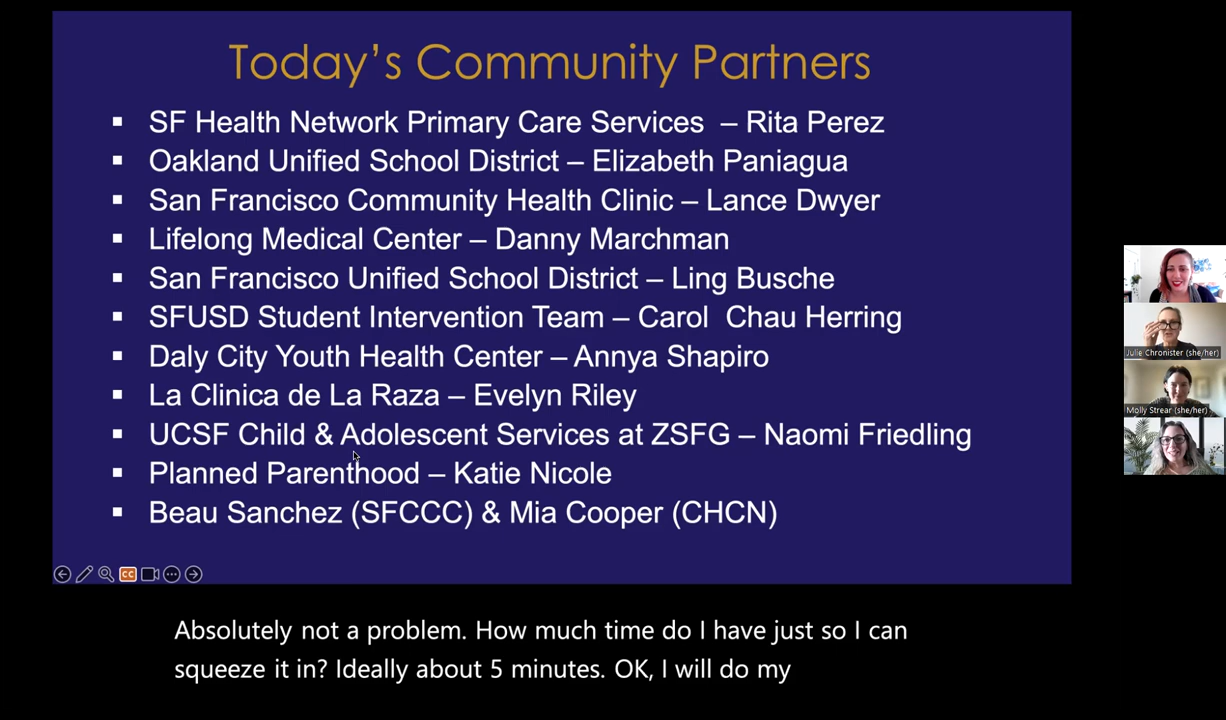 Today's Community Partners
▪ SF Health Network Primary Care Services – Rita Perez
▪ Oakland Unified School District – Elizabeth Paniagua
▪ San Francisco Community Health Clinic – Lance Dwyer
▪ Lifelong Medical Center – Danny Marchman
▪ San Francisco Unified School District – Ling Busche
▪ SFUSD Student Intervention Team – Carol Chau Herring
▪ Daly City Youth Health Center – Annya Shapiro
▪ La Clinica de La Raza – Evelyn Riley
▪ UCSF Child & Adolescent Services at ZSFG – Naomi Friedling
▪ Planned Parenthood – Katie Nicole
▪ Beau Sanchez (SFCCC) & Mia Cooper (CHCN)
CC
Absolutely not a problem. How much time do I have just so I can
squeeze it in? Ideally about 5 minutes. OK, I will do my
Julie Chronister (she/her)
Molly Strear (she/her)